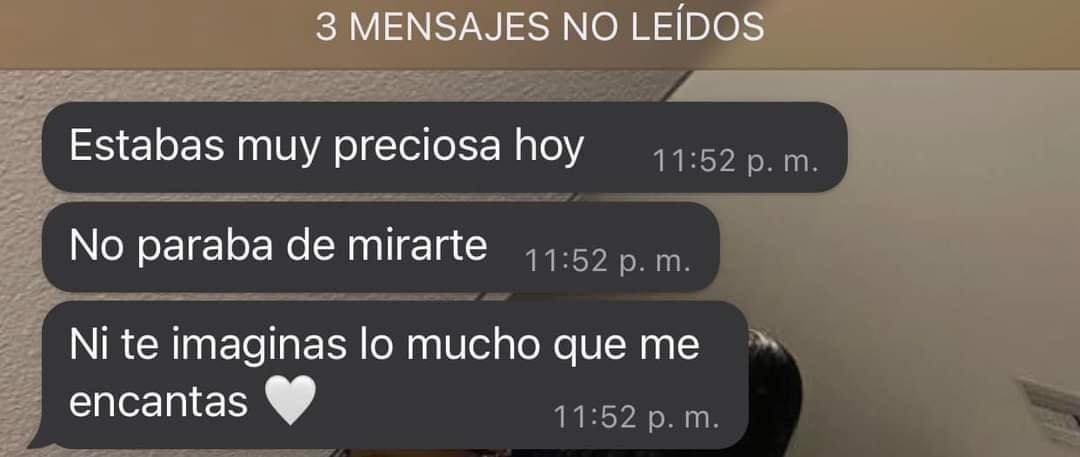 3 MENSAJES NO LEÍDOS
Estabas muy preciosa hoy 11:52 p. m.
No paraba de mirarte 11:52 p. m.
Ni te imaginas lo mucho que me
encantas 🤍 11:52 p. m.